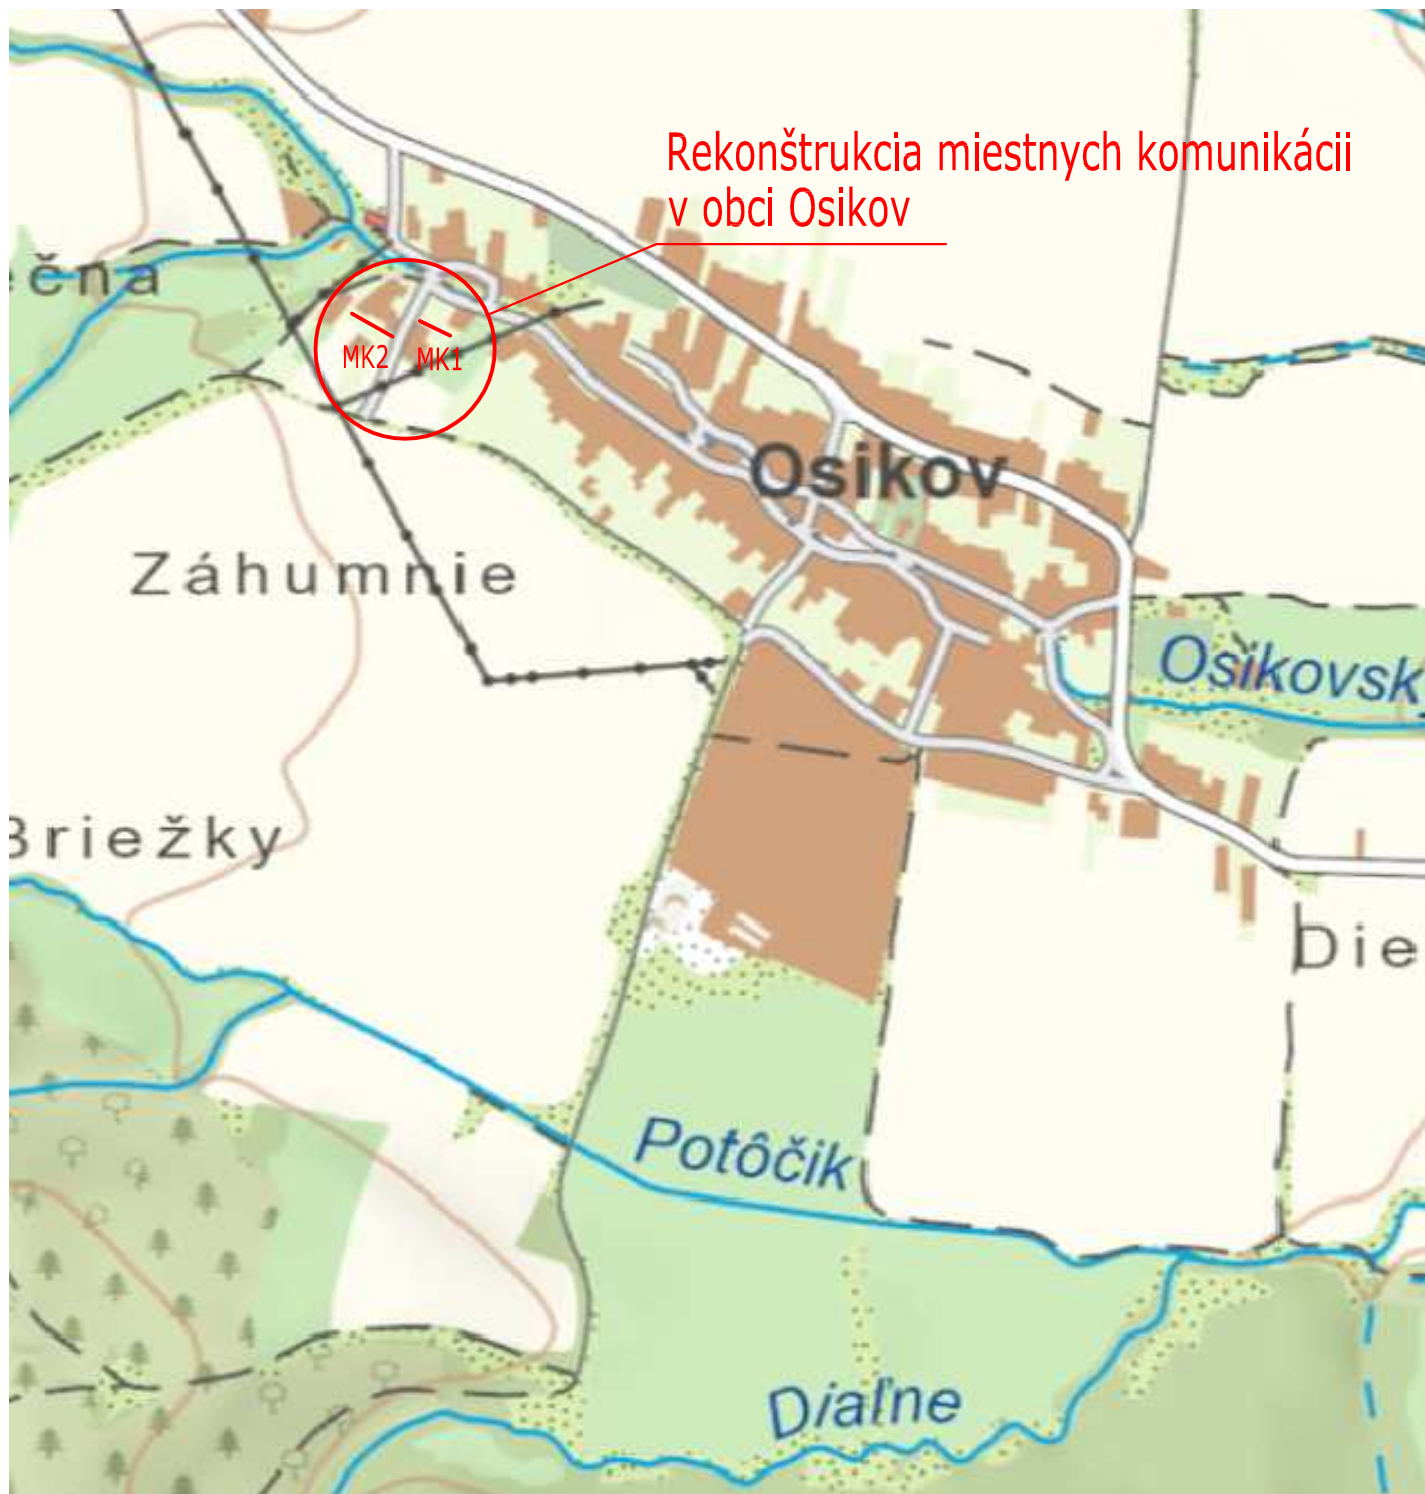 Rekonštrukcia miestnych komunikácii
v obci Osikov
ečna
MK2
MK1
Osikov
Záhumnie
Osikovsk
Briežky
Die
Potôčik
Diaľne